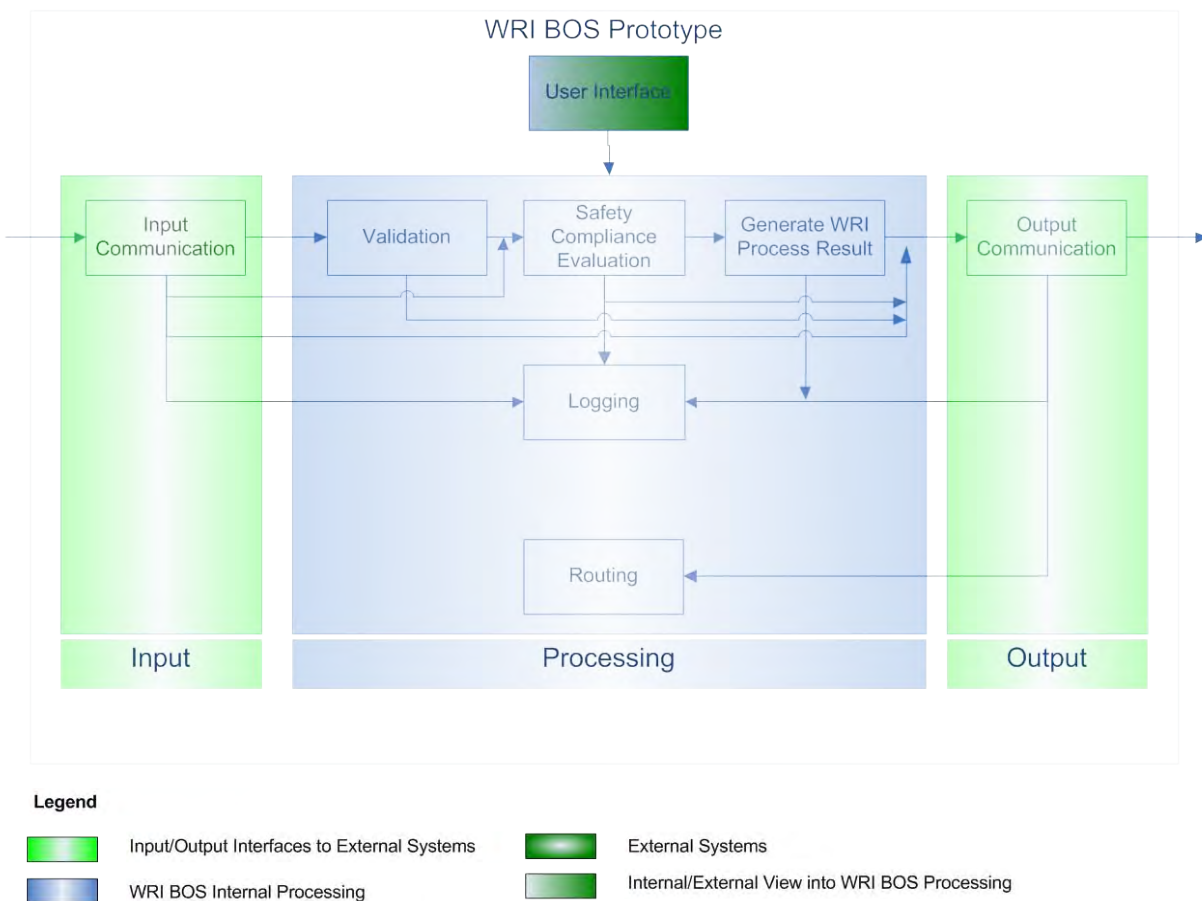 WRI BOS Prototype
User Interface
Input
Communication
Validation
Safety
Compliance
Evaluation
Generate WRI
Process Result
Output
Communication
Logging
Routing
Input
Processing
Output
Legend
Input/Output Interfaces to External Systems
External Systems
WRI BOS Internal Processing
Internal/External View into WRI BOS Processing